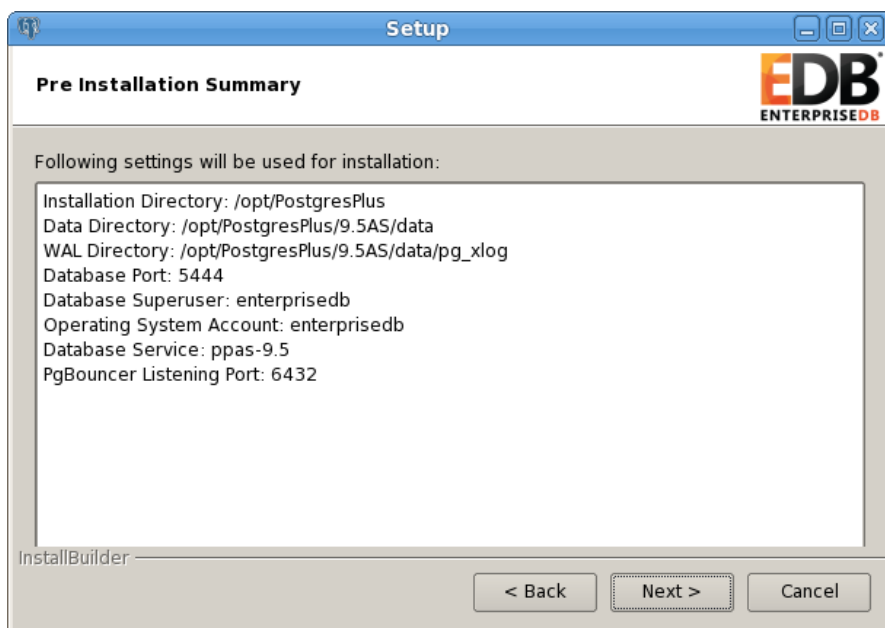 Setup
Pre Installation Summary
EDB
ENTERPRISEDB
Following settings will be used for installation:
Installation Directory: /opt/PostgresPlus
Data Directory: /opt/PostgresPlus/9.5AS/data
WAL Directory: /opt/PostgresPlus/9.5AS/data/pg_xlog
Database Port: 5444
Database Superuser: enterprisedb
Operating System Account: enterprisedb
Database Service: ppas-9.5
PgBouncer Listening Port: 6432
InstallBuilder
< Back Next > Cancel